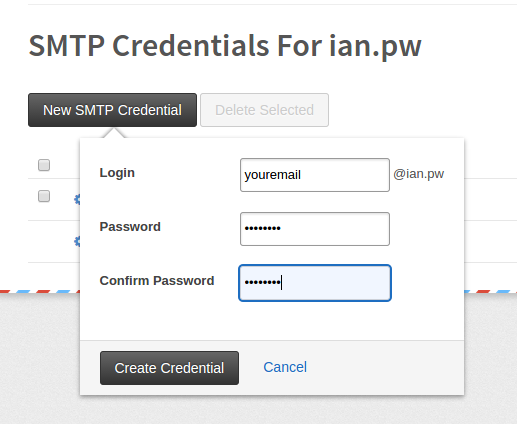 SMTP Credentials For ian.pw
New SMTP Credential Delete Selected
Login youremail @ian.pw
Password ••••••••
Confirm Password ••••••••
Create Credential Cancel